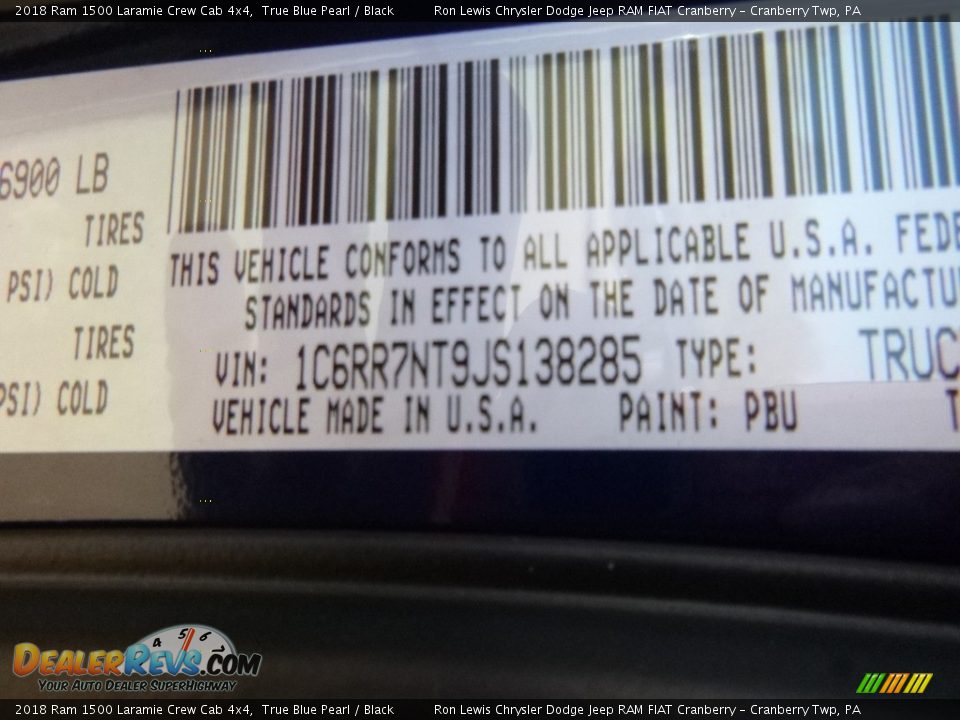 2018 Ram 1500 Laramie Crew Cab 4x4, True Blue Pearl / Black Ron Lewis Chrysler Dodge Jeep RAM FIAT Cranberry - Cranberry Twp, PA
6900 LB
TIRES
PSI) COLD
TIRES
PSI) COLD
THIS VEHICLE CONFORMS TO ALL APPLICABLE U.S.A. FEDE
STANDARDS IN EFFECT ON THE DATE OF MANUFACTU
VIN: 1C6RR7NT9JS138285 TYPE: TRUC
VEHICLE MADE IN U.S.A. PAINT: PBU T
4 5 6
DEALERREVS.COM
YOUR AUTO DEALER SUPERHIGHWAY
2018 Ram 1500 Laramie Crew Cab 4x4, True Blue Pearl / Black Ron Lewis Chrysler Dodge Jeep RAM FIAT Cranberry - Cranberry Twp, PA